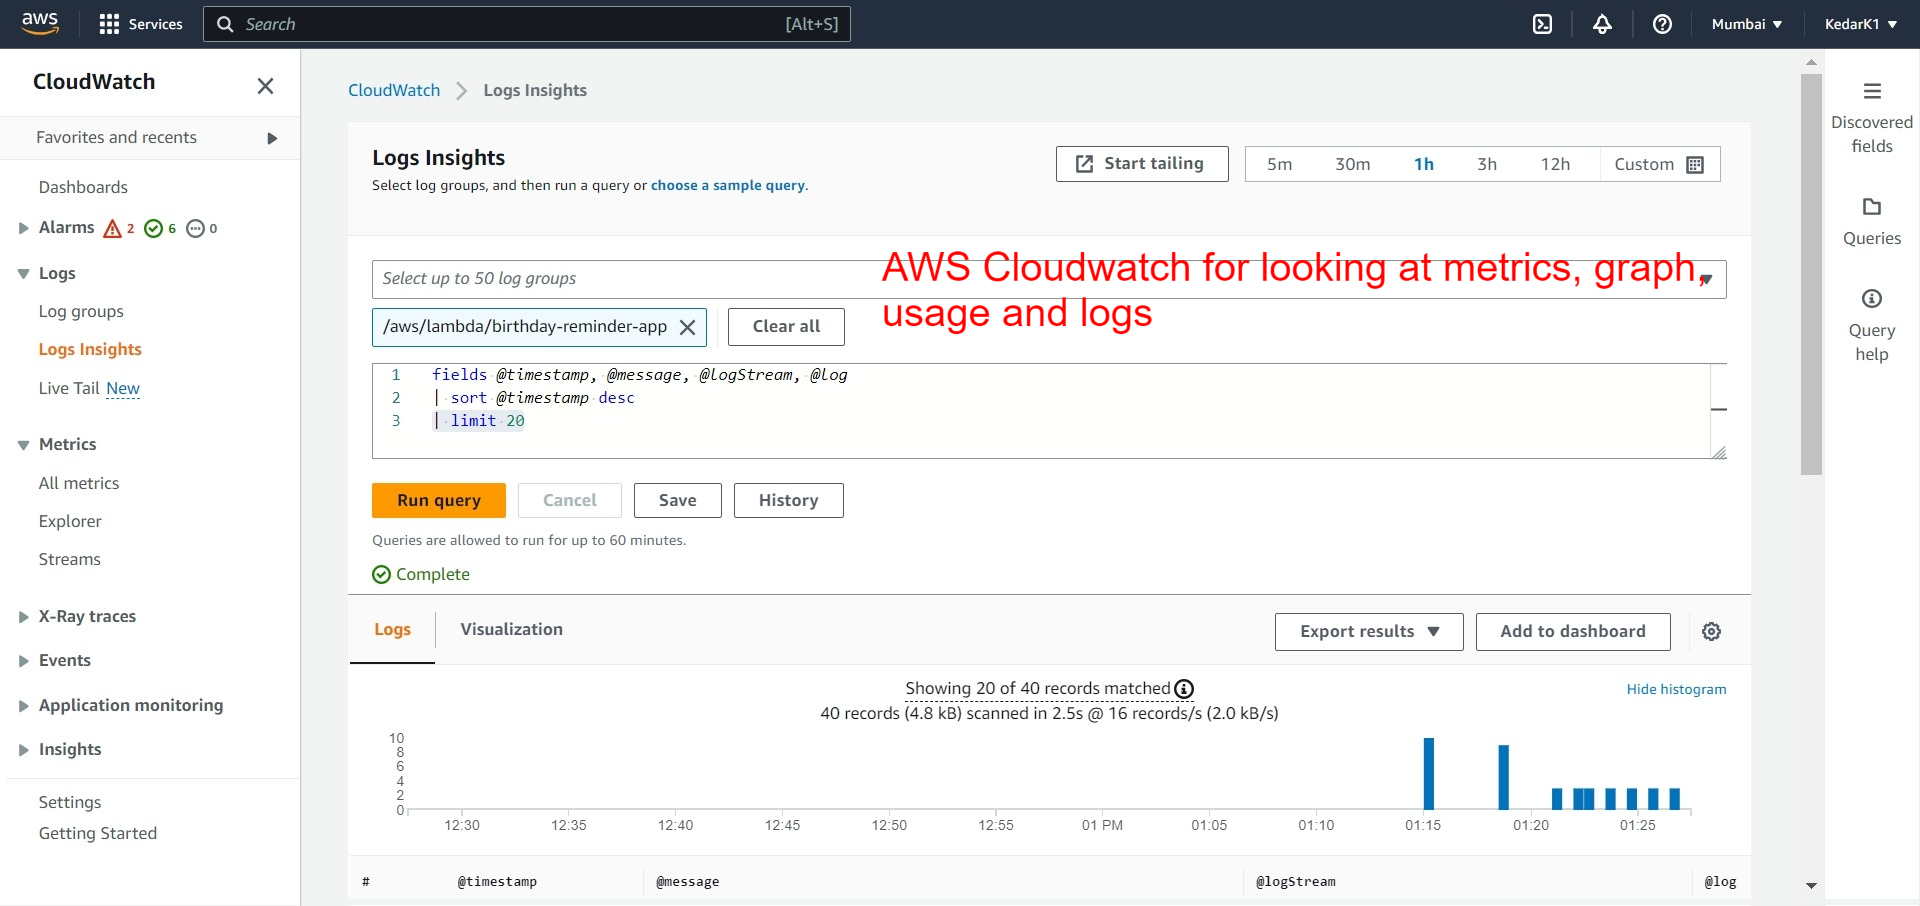 aws
Services
Search
[Alt+S]
Mumbai
KedarK1
CloudWatch
Favorites and recents
Dashboards
Alarms 2 6 0
Logs
Log groups
Logs Insights
Live Tail New
Metrics
All metrics
Explorer
Streams
X-Ray traces
Events
Application monitoring
Insights
Settings
Getting Started
CloudWatch > Logs Insights
Logs Insights
Select log groups, and then run a query or choose a sample query.
Start tailing
5m 30m 1h 3h 12h Custom
Select up to 50 log groups
AWS Cloudwatch for looking at metrics, graph,
usage and logs
/aws/lambda/birthday-reminder-app
Clear all
1 fields @timestamp, @message, @logStream, @log
2 | sort @timestamp desc
3 | limit 20
Run query
Cancel
Save
History
Queries are allowed to run for up to 60 minutes.
Complete
Logs
Visualization
Export results
Add to dashboard
Showing 20 of 40 records matched
40 records (4.8 kB) scanned in 2.5s @ 16 records/s (2.0 kB/s)
Hide histogram
10
8
6
4
2
0
12:30 12:35 12:40 12:45 12:50 12:55 01 PM 01:05 01:10 01:15 01:20 01:25
# @timestamp @message @logStream @log
Discovered
fields
Queries
Query
help